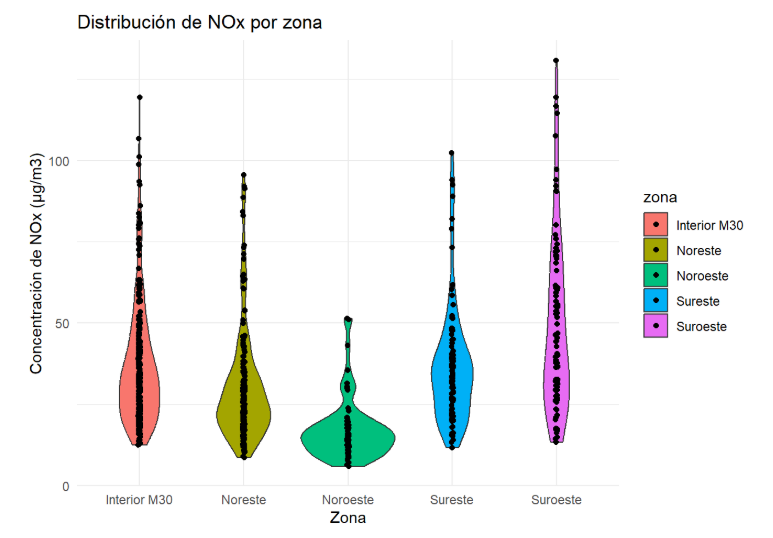 Distribución de NOx por zona
Concentración de NOx (µg/m3)
100
50
0
Interior M30
Noreste
Noroeste
Sureste
Suroeste
Zona
zona
Interior M30
Noreste
Noroeste
Sureste
Suroeste